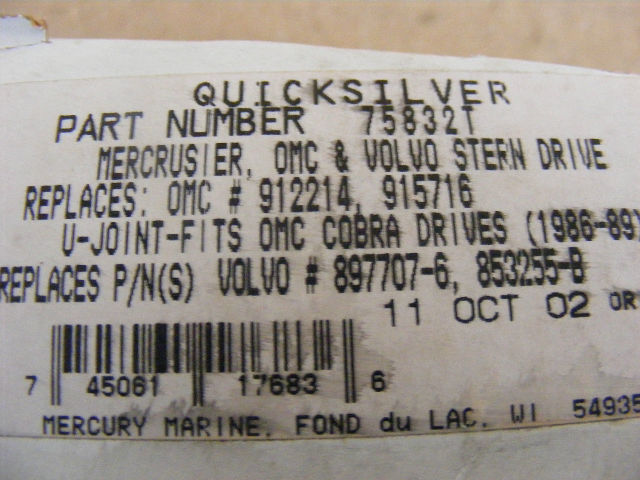 QUICKSILVER
PART NUMBER 75832T
MERCRUSIER, OMC & VOLVO STERN DRIVE
REPLACES: OMC # 912214, 915716
U-JOINT-FITS OMC COBRA DRIVES (1986-89)
REPLACES P/N(S) VOLVO # 897707-6, 853255-B
11 OCT 02 OR
7 45061 17683 6
MERCURY MARINE. FOND du LAC, WI 54935